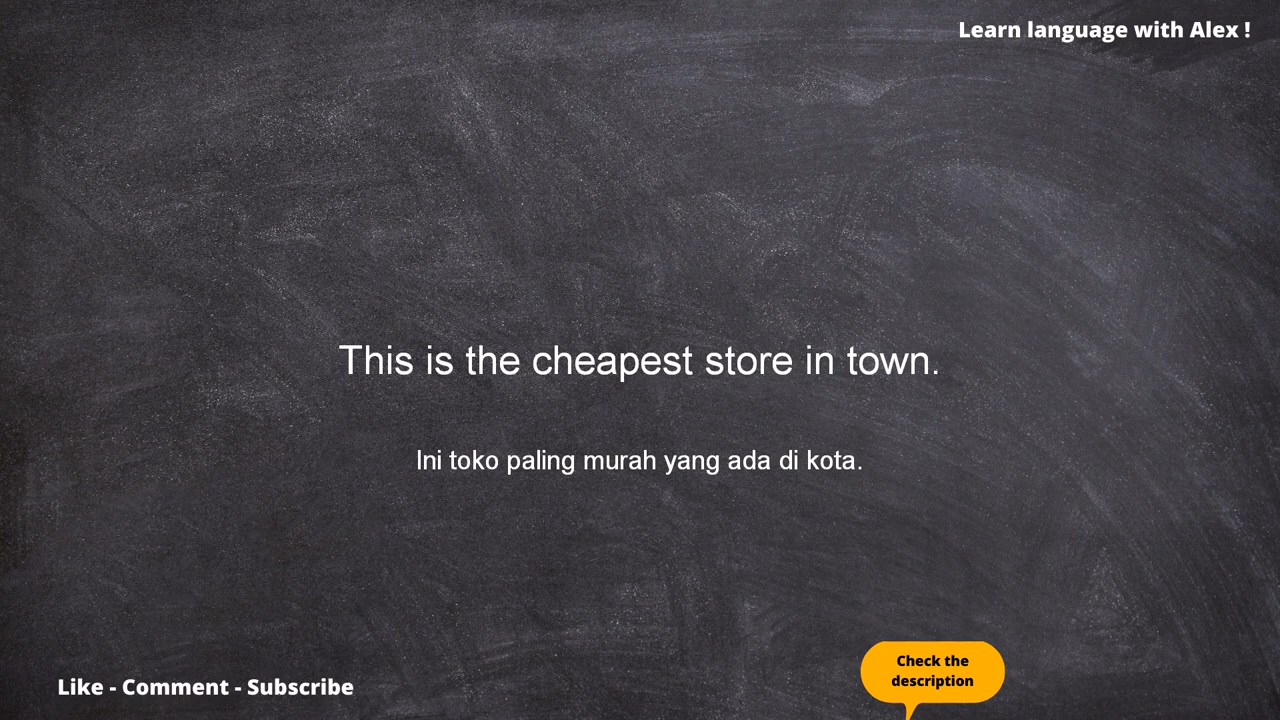 Learn language with Alex !
This is the cheapest store in town.
Ini toko paling murah yang ada di kota.
Like - Comment - Subscribe
Check the
description